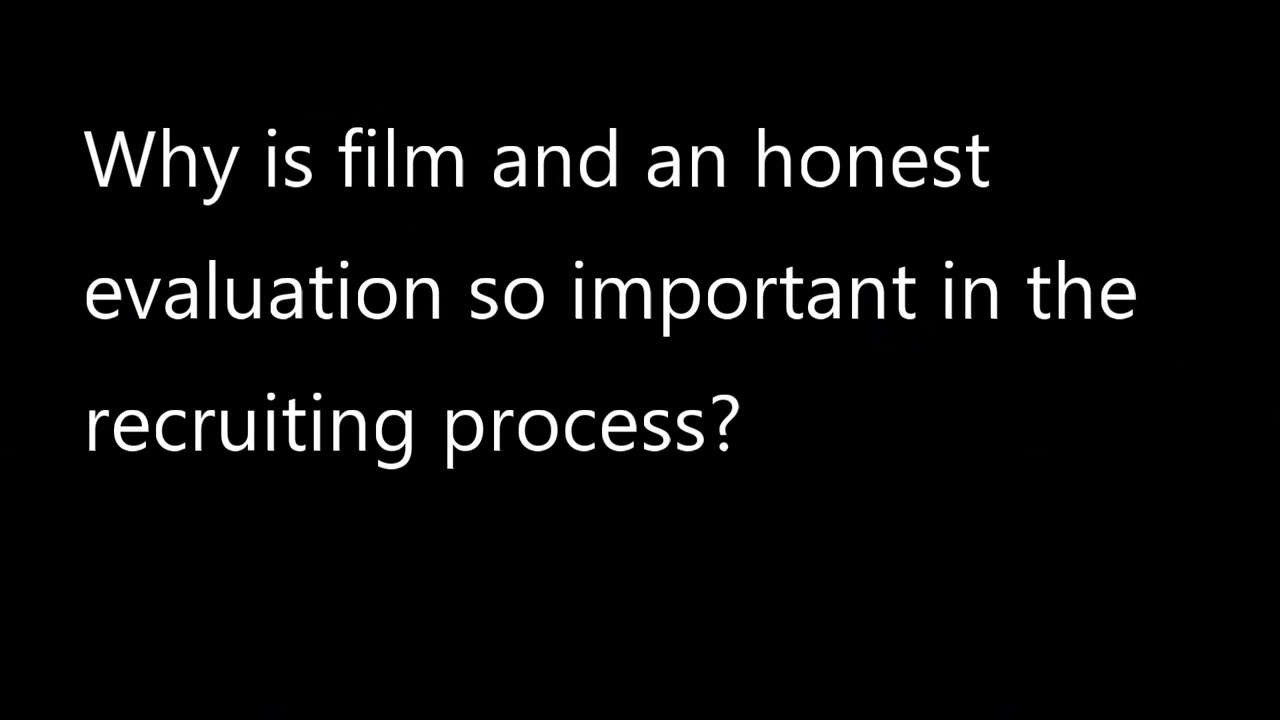 Why is film and an honest
evaluation so important in the
recruiting process?